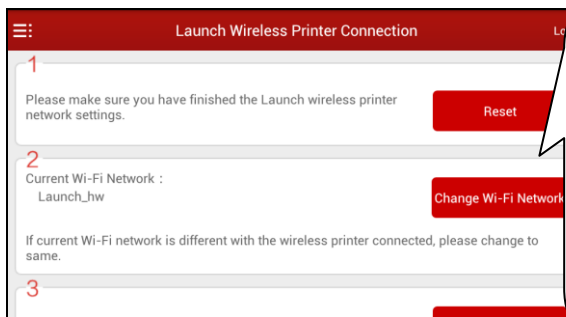 Launch Wireless Printer Connection
1
Please make sure you have finished the Launch wireless printer
network settings.
Reset
2
Current Wi-Fi Network :
Launch_hw
Change Wi-Fi Network
If current Wi-Fi network is different with the wireless printer connected, please change to
same.
3